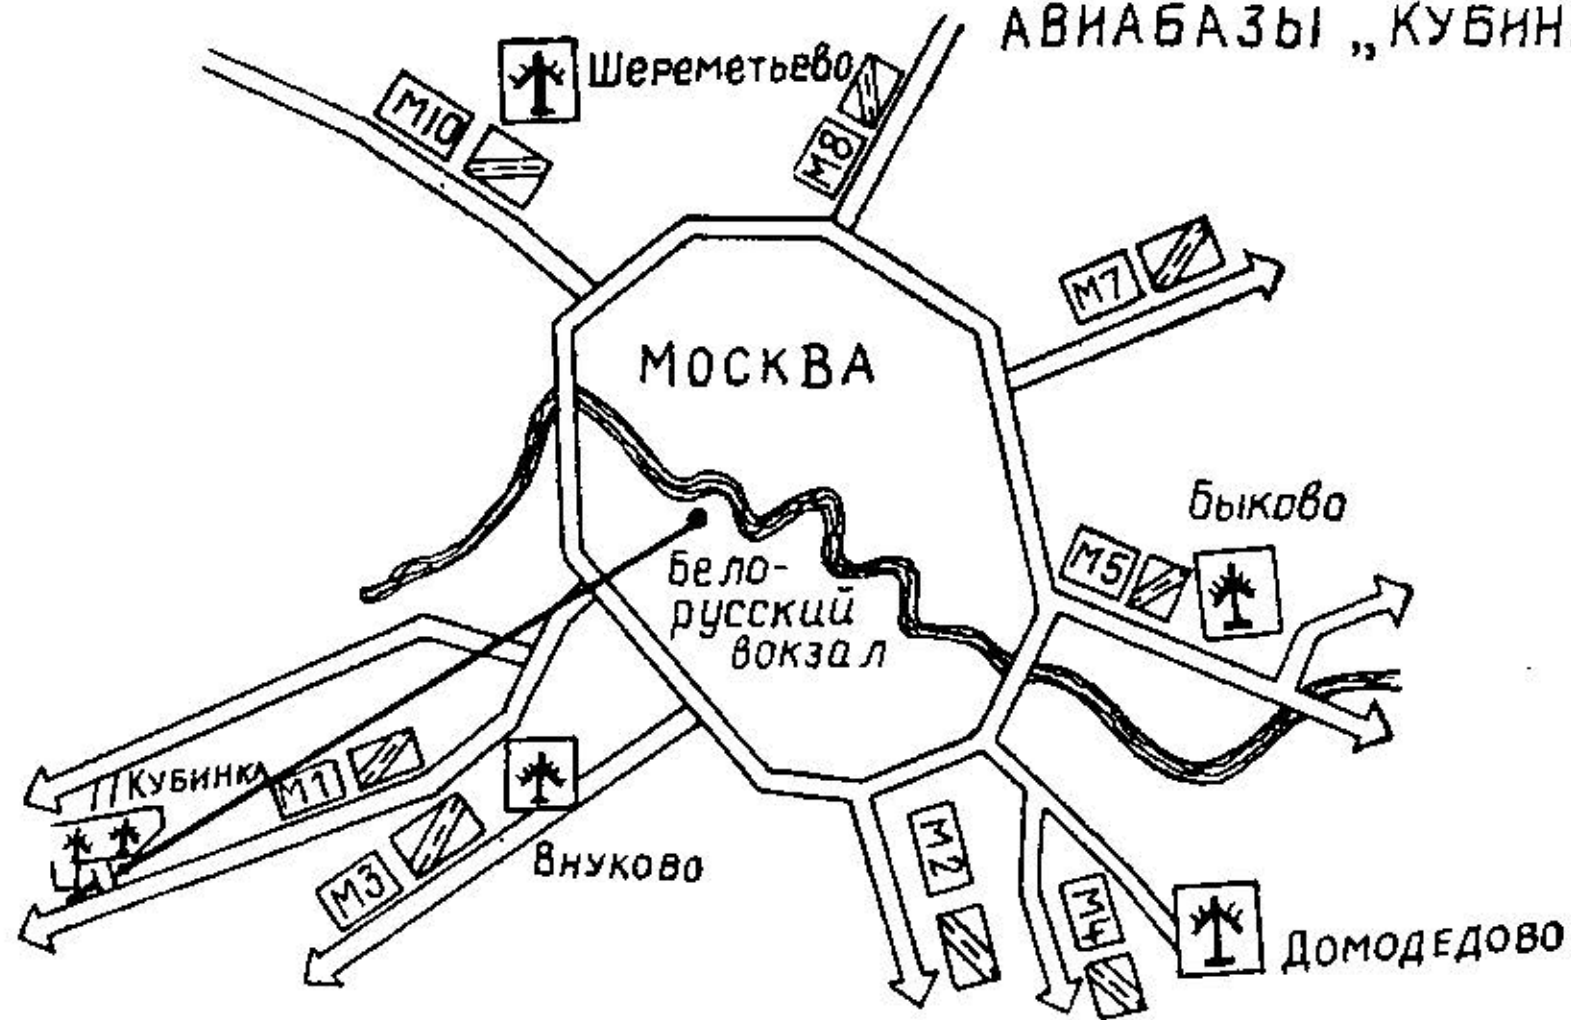 АВИАБАЗЫ „КУБИН
Шереметьево
М10
М8
М7
МОСКВА
Быково
М5
Бело-
русский
вокзал
Кубинка
М1
М3
Внуково
М2
М4
ДОМОДЕДОВО